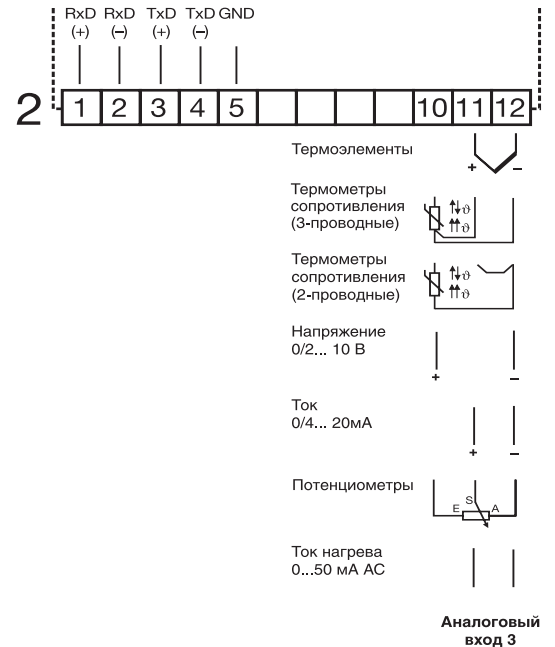 RxD RxD TxD TxD GND
(+) (–) (+) (–)
2 1 2 3 4 5 10 11 12
Термоэлементы
+ –
Термометры
сопротивления
(3-проводные)
ϑ
ϑ
Термометры
сопротивления
(2-проводные)
ϑ
ϑ
Напряжение
0/2... 10 В
+ –
Ток
0/4... 20мА
+ –
Потенциометры
E S A
Ток нагрева
0...50 мА AC
Аналоговый
вход 3